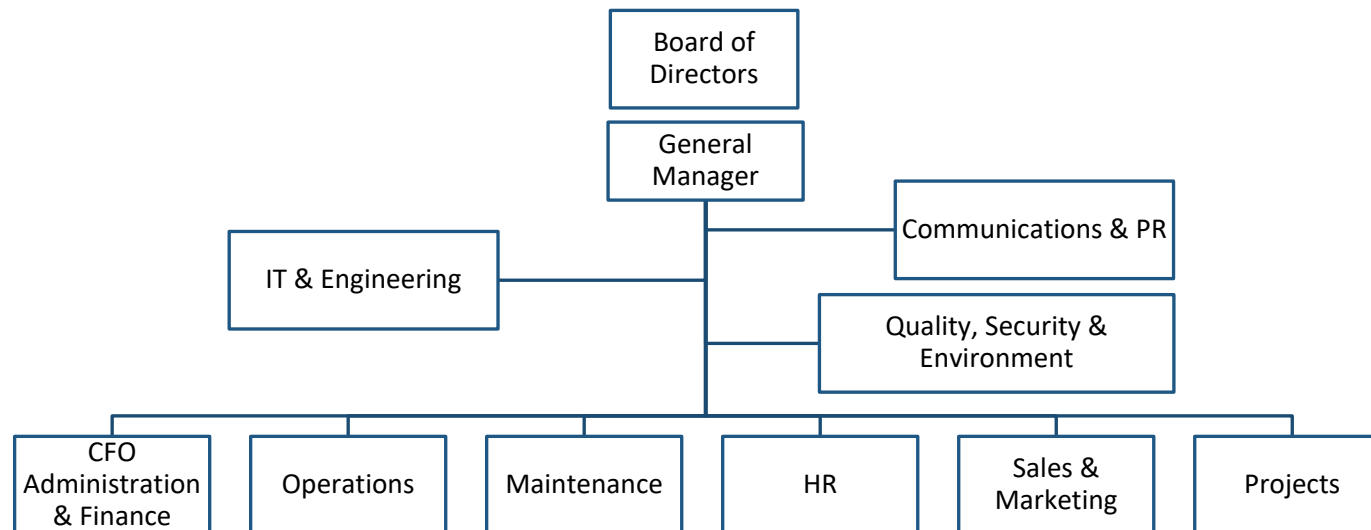 Board of
Directors
General
Manager
Communications & PR
IT & Engineering
Quality, Security &
Environment
CFO
Administration
& Finance
Operations
Maintenance
HR
Sales &
Marketing
Projects